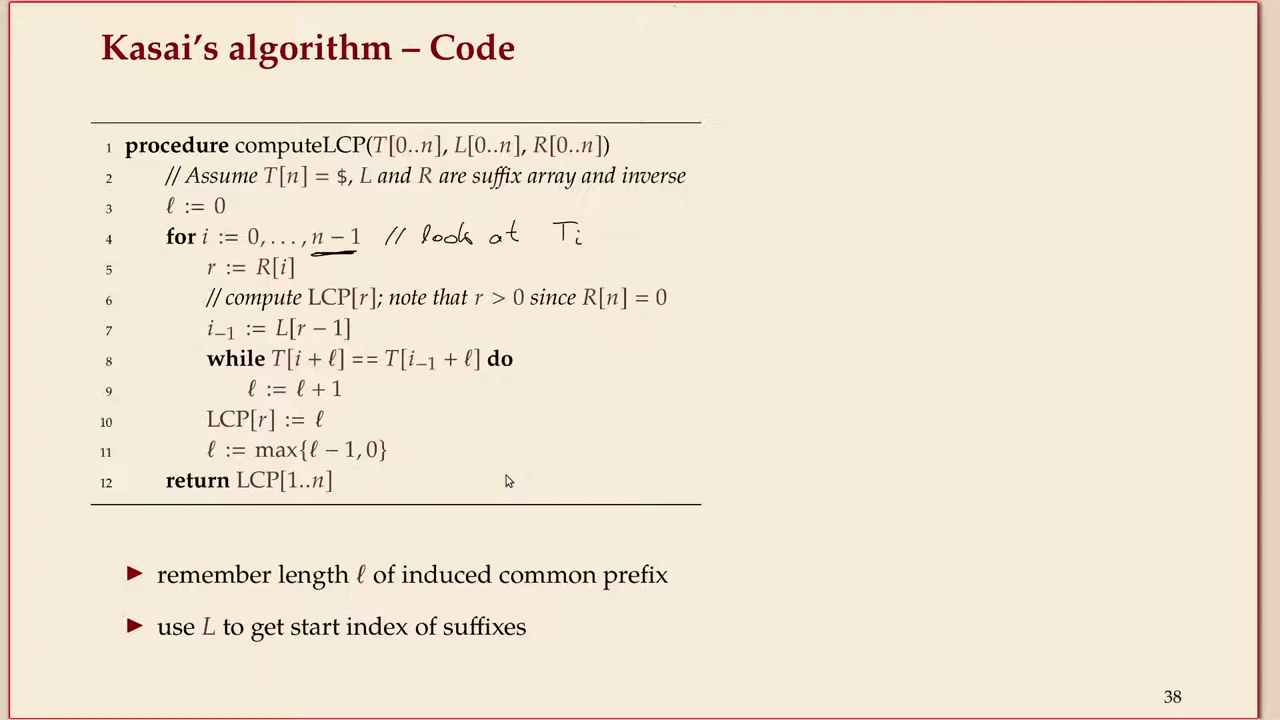 Kasai's algorithm – Code
1 procedure computeLCP(T[0..n], L[0..n], R[0..n])
2 // Assume T[n] = $, L and R are suffix array and inverse
3 ℓ := 0
4 for i := 0, . . . , n − 1 // look at Ti
5 r := R[i]
6 // compute LCP[r]; note that r > 0 since R[n] = 0
7 i₋₁ := L[r − 1]
8 while T[i + ℓ] == T[i₋₁ + ℓ] do
9 ℓ := ℓ + 1
10 LCP[r] := ℓ
11 ℓ := max{ℓ − 1, 0}
12 return LCP[1..n]
▶ remember length ℓ of induced common prefix
▶ use L to get start index of suffixes
38